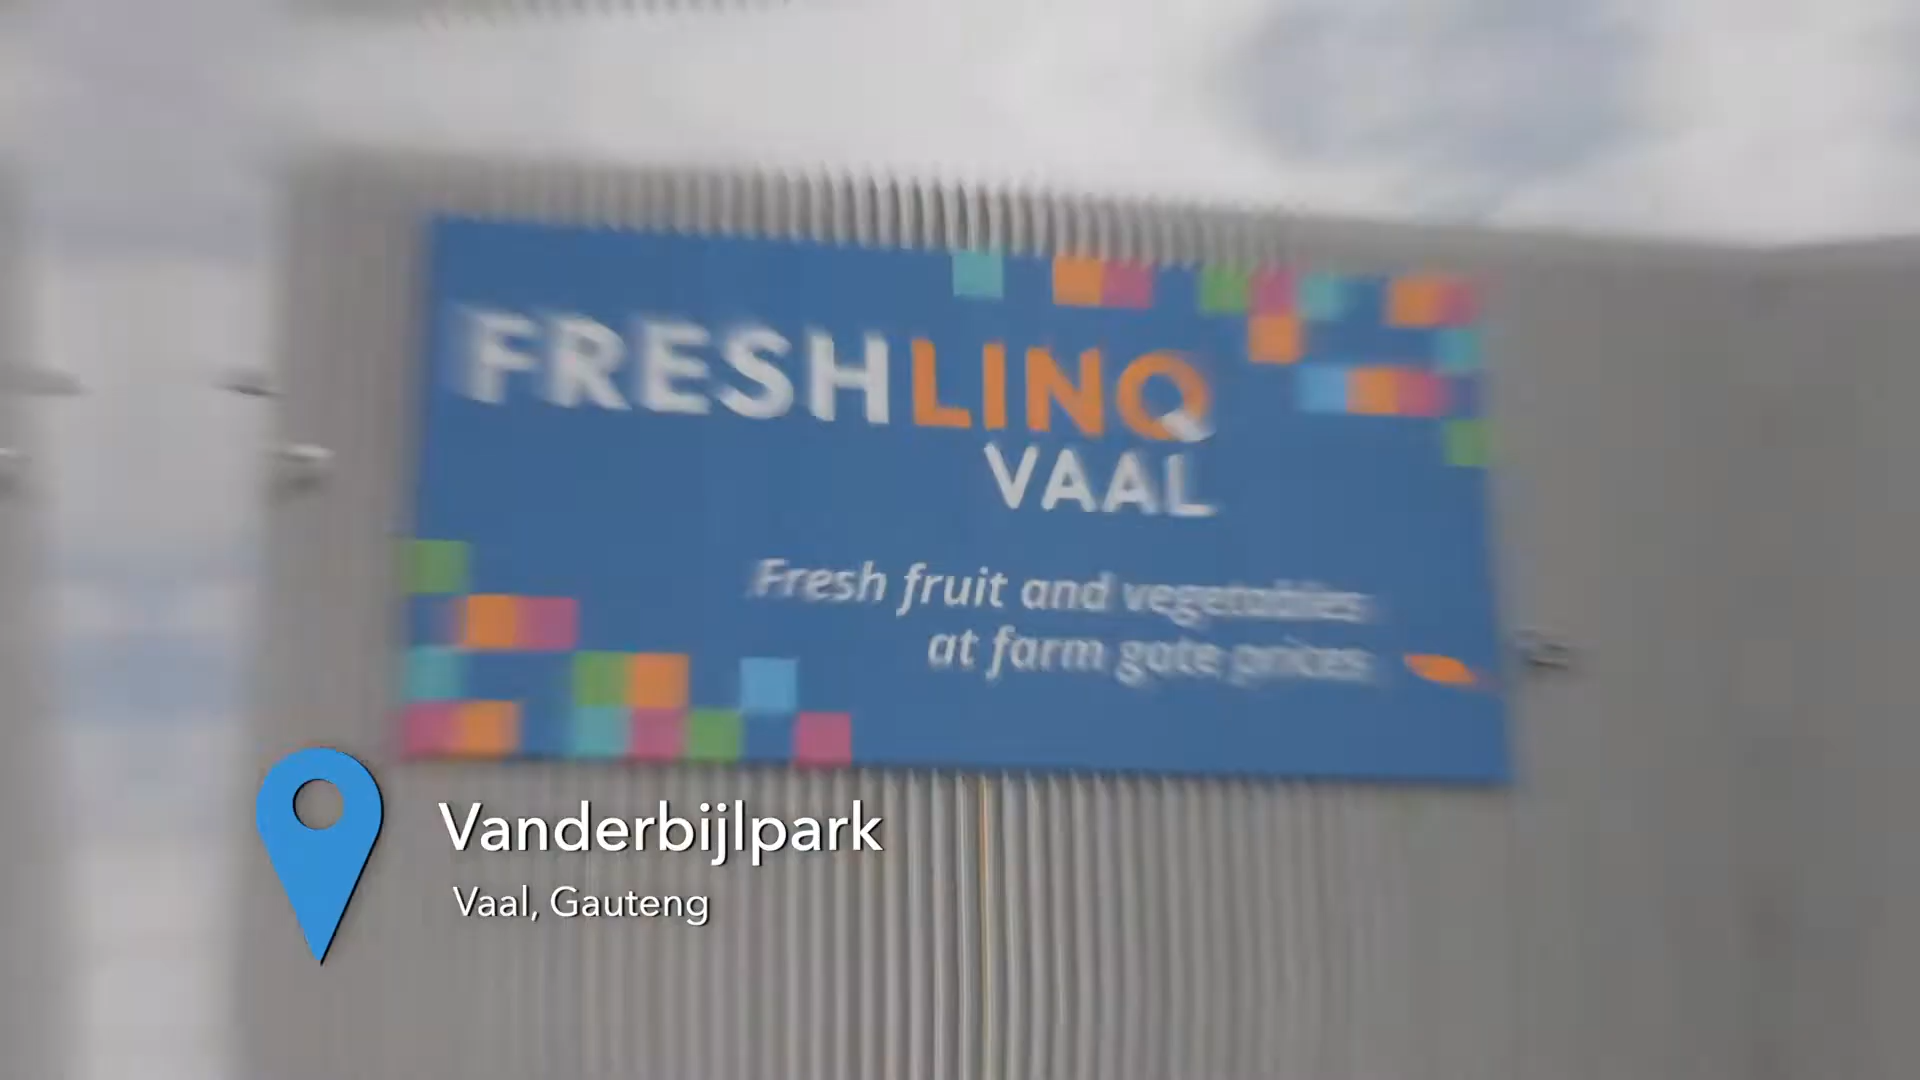 FRESHLINQ
VAAL
Fresh fruit and vegetables
at farm gate prices
Vanderbijlpark
Vaal, Gauteng